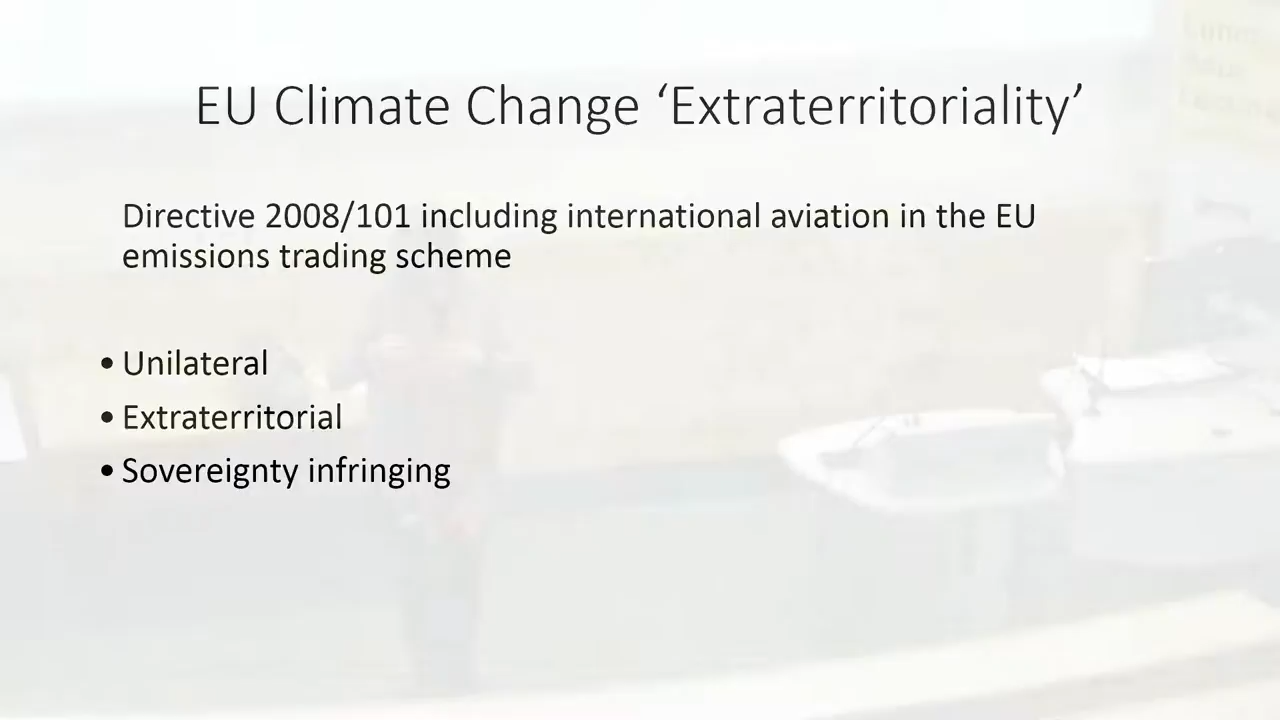 EU Climate Change ‘Extraterritoriality’
Directive 2008/101 including international aviation in the EU
emissions trading scheme
• Unilateral
• Extraterritorial
• Sovereignty infringing